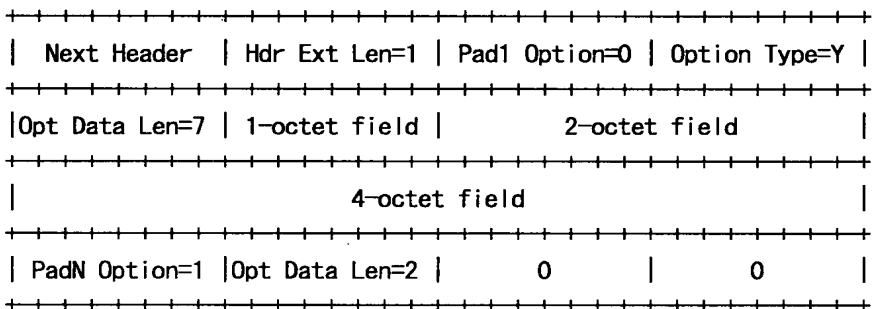 | Next Header | Hdr Ext Len=1 | Pad1 Option=0 | Option Type=Y |
|Opt Data Len=7 | 1-octet field | 2-octet field |
| 4-octet field |
| PadN Option=1 |Opt Data Len=2 | 0 | 0 |